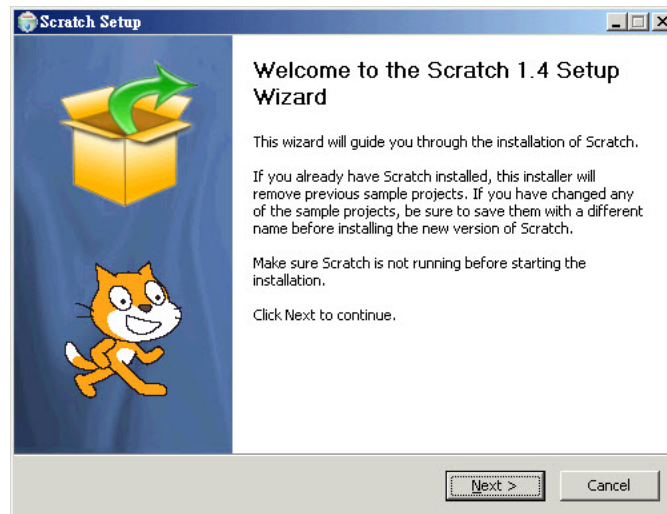 Scratch Setup
Welcome to the Scratch 1.4 Setup
Wizard
This wizard will guide you through the installation of Scratch.
If you already have Scratch installed, this installer will
remove previous sample projects. If you have changed any
of the sample projects, be sure to save them with a different
name before installing the new version of Scratch.
Make sure Scratch is not running before starting the
installation.
Click Next to continue.
Next >
Cancel